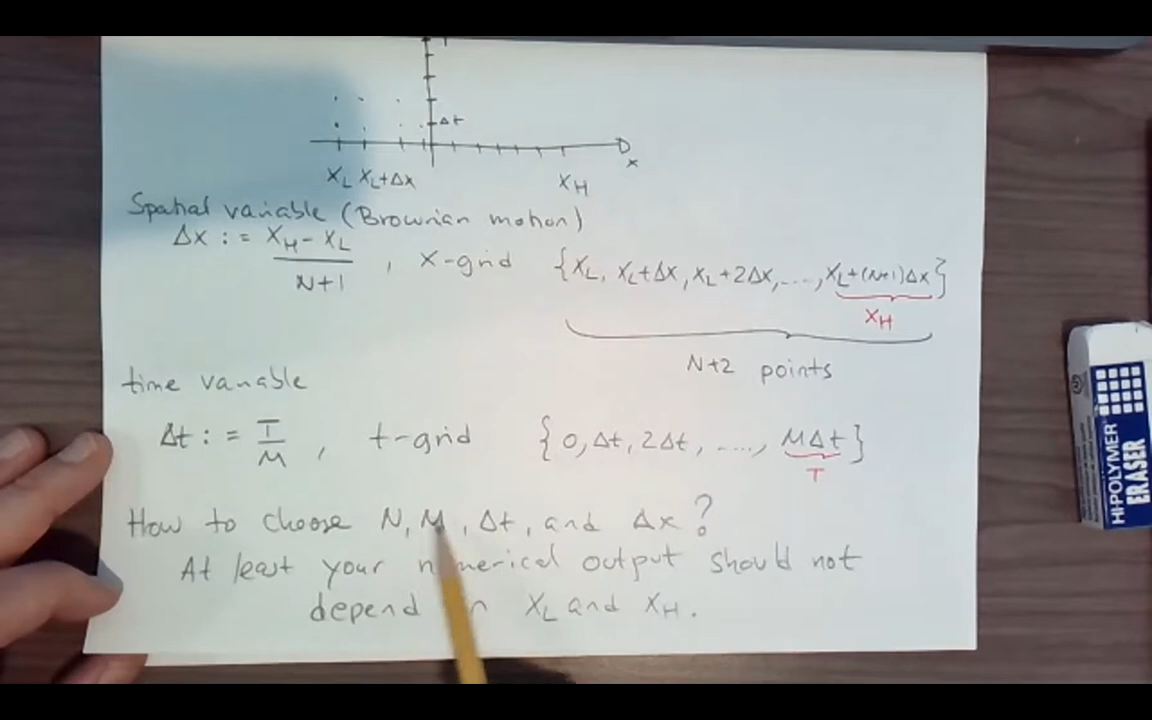 Δt
x
X_L X_L+Δx X_H
Spatial variable (Brownian motion)
Δx := (X_H - X_L)/(N+1) , X-grid {X_L, X_L+Δx, X_L+2Δx, ...., X_L+(N+1)Δx}
X_H
N+2 points
time variable
Δt := T/M , t-grid {0, Δt, 2Δt, ...., MΔt}
T
How to choose N, M, Δt, and Δx?
At least your numerical output should not
depend n X_L and X_H.
HI-POLYMER
ERASER